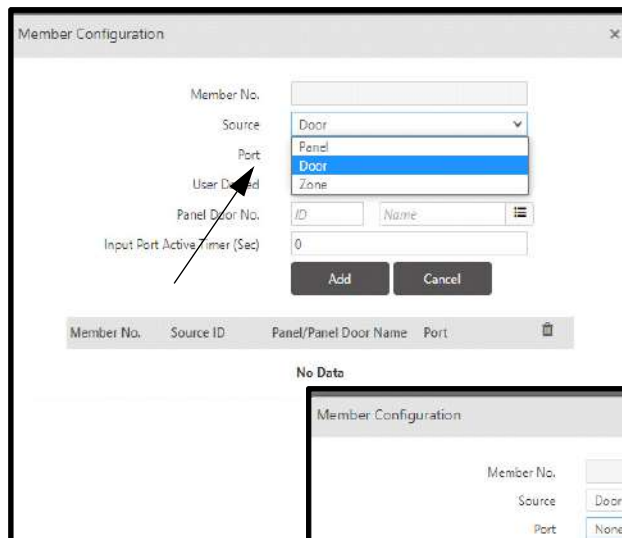 Member Configuration ×
Member No.
Source Door
Panel
Port
Door
User Defined Zone
Panel Door No. ID Name
Input Port Active Timer (Sec) 0
Add Cancel
Member No. Source ID Panel/Panel Door Name Port
No Data
Member Configuration
Member No.
Source Door
Port None